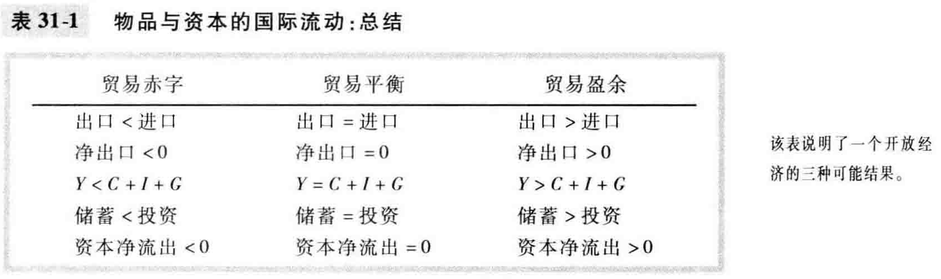 表 31-1 物品与资本的国际流动:总结
贸易赤字 贸易平衡 贸易盈余
出口 < 进口 出口 = 进口 出口 > 进口
净出口 <0 净出口 =0 净出口 >0
Y < C + I + G Y = C + I + G Y > C + I + G
储蓄 < 投资 储蓄 = 投资 储蓄 > 投资
资本净流出 <0 资本净流出 =0 资本净流出 >0
该表说明了一个开放经
济的三种可能结果。